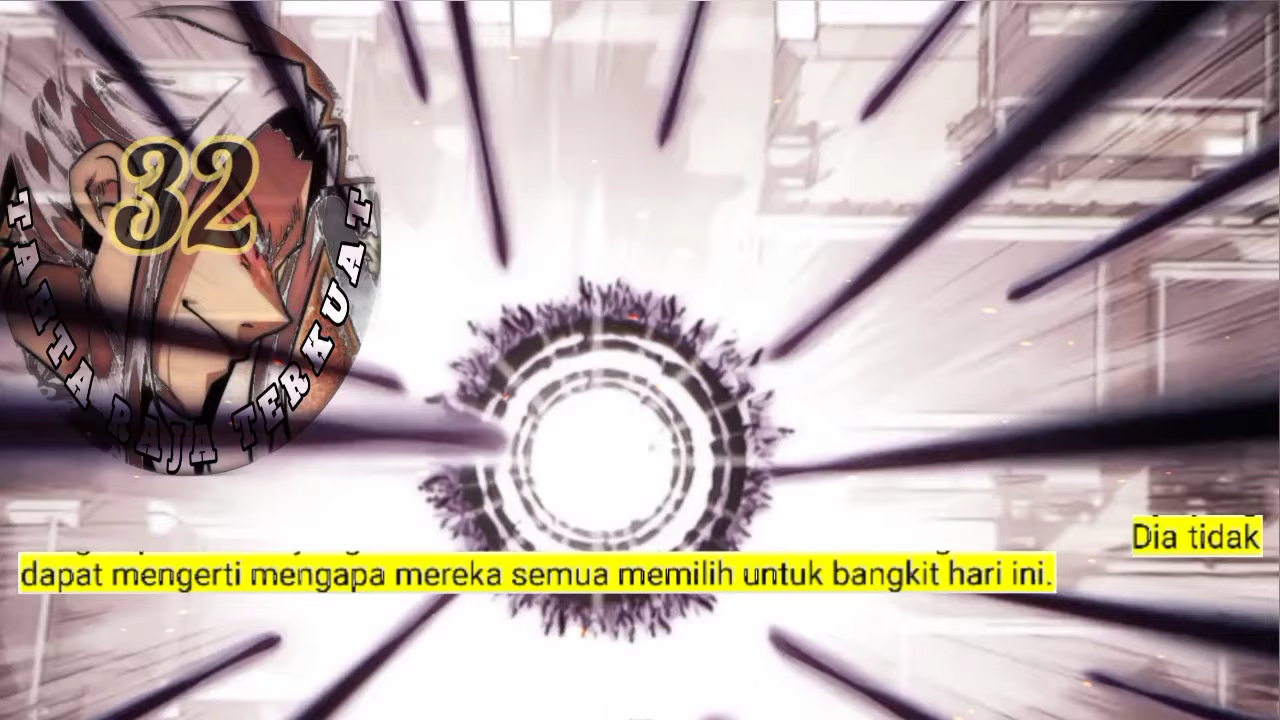 32
TAHTA RAJA TERKUAT
Dia tidak
dapat mengerti mengapa mereka semua memilih untuk bangkit hari ini.